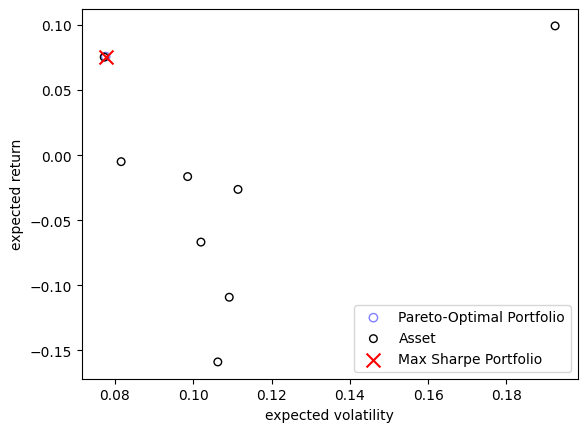 0.10
0.05
0.00
−0.05
−0.10
−0.15
expected return
Pareto-Optimal Portfolio
Asset
Max Sharpe Portfolio
0.08 0.10 0.12 0.14 0.16 0.18
expected volatility